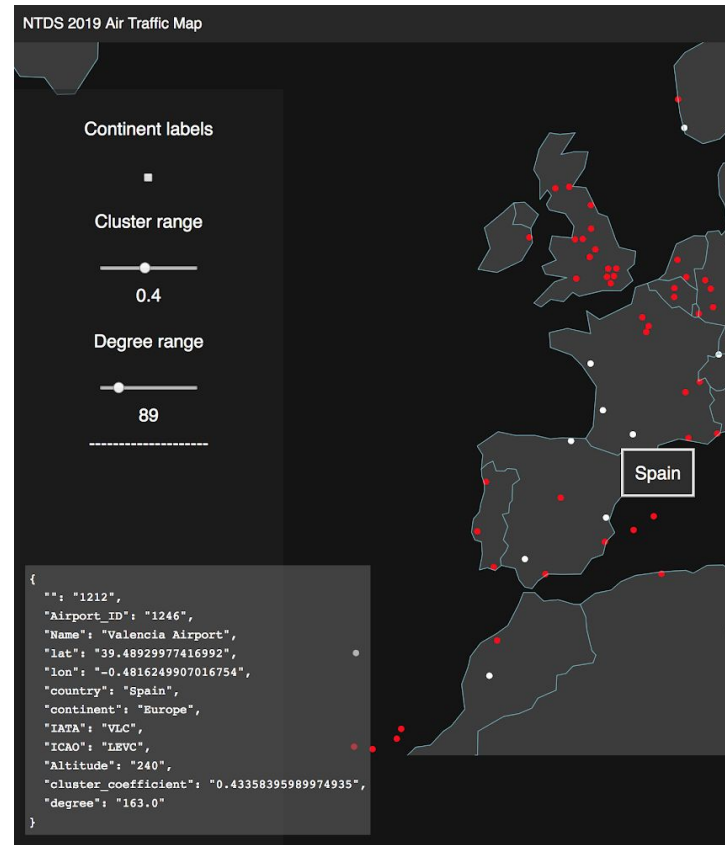 NTDS 2019 Air Traffic Map
Continent labels
Cluster range
0.4
Degree range
89
--------------------
Spain
{
"": "1212",
"Airport_ID": "1246",
"Name": "Valencia Airport",
"lat": "39.48929977416992",
"lon": "-0.4816249907016754",
"country": "Spain",
"continent": "Europe",
"IATA": "VLC",
"ICAO": "LEVC",
"Altitude": "240",
"cluster_coefficient": "0.43358395989974935",
"degree": "163.0"
}